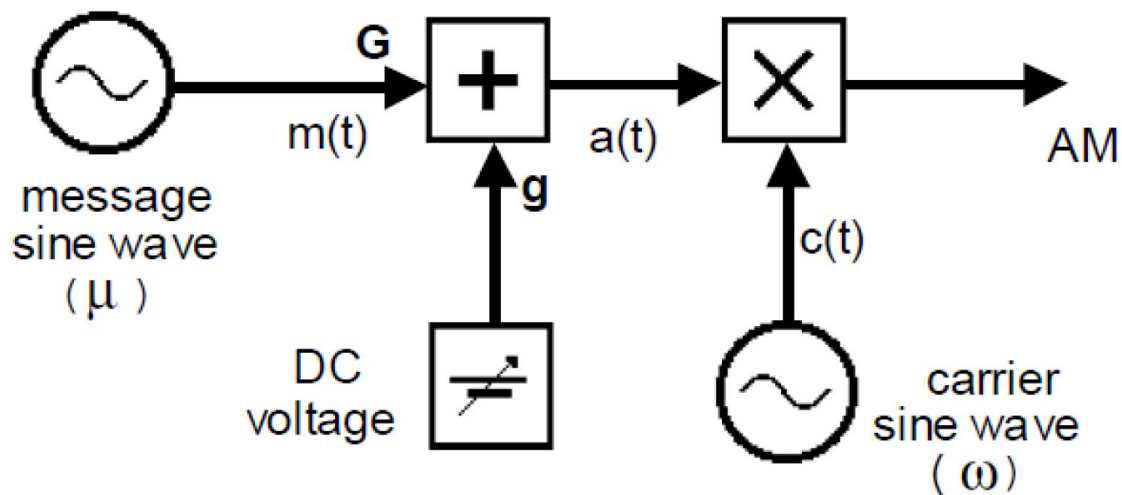 G
+
×
m(t)
a(t)
AM
message
sine wave
(μ)
g
c(t)
DC
voltage
carrier
sine wave
(ω)